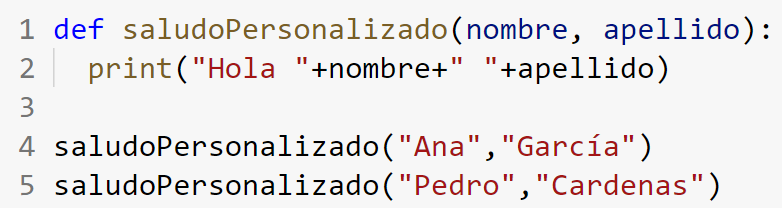 1 def saludoPersonalizado(nombre, apellido):
2   print("Hola "+nombre+" "+apellido)
3
4 saludoPersonalizado("Ana","García")
5 saludoPersonalizado("Pedro","Cardenas")